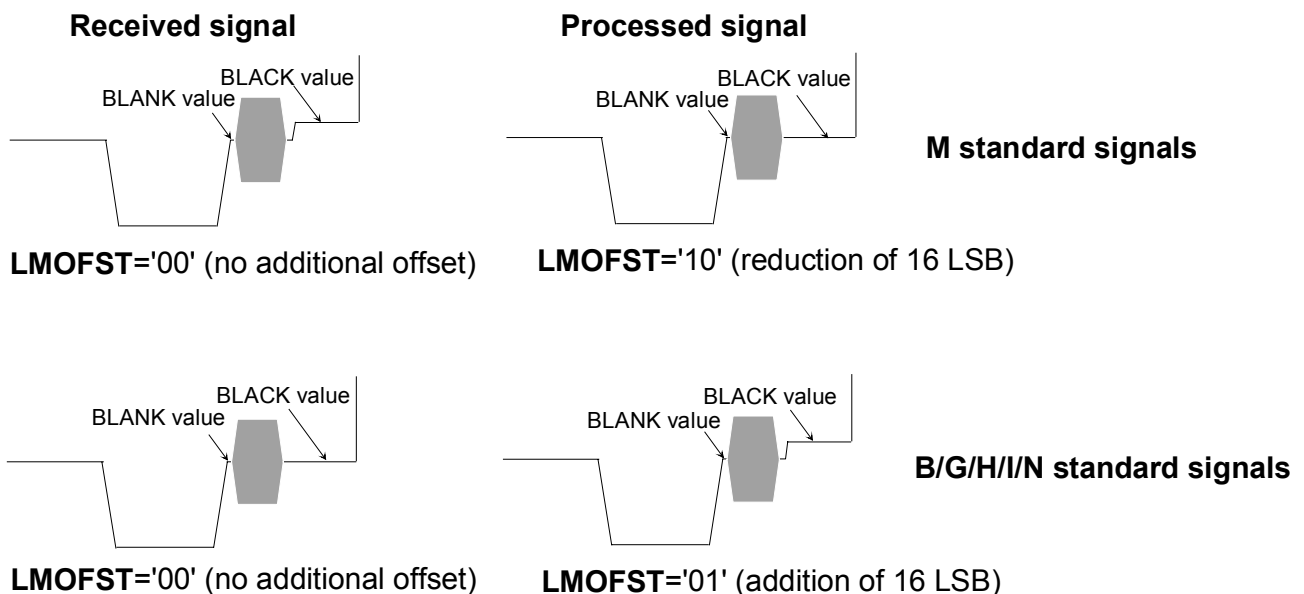 Received signal
Processed signal
BLACK value
BLANK value
BLACK value
BLANK value
M standard signals
LMOFST='00' (no additional offset)
LMOFST='10' (reduction of 16 LSB)
BLACK value
BLANK value
BLACK value
BLANK value
B/G/H/I/N standard signals
LMOFST='00' (no additional offset)
LMOFST='01' (addition of 16 LSB)